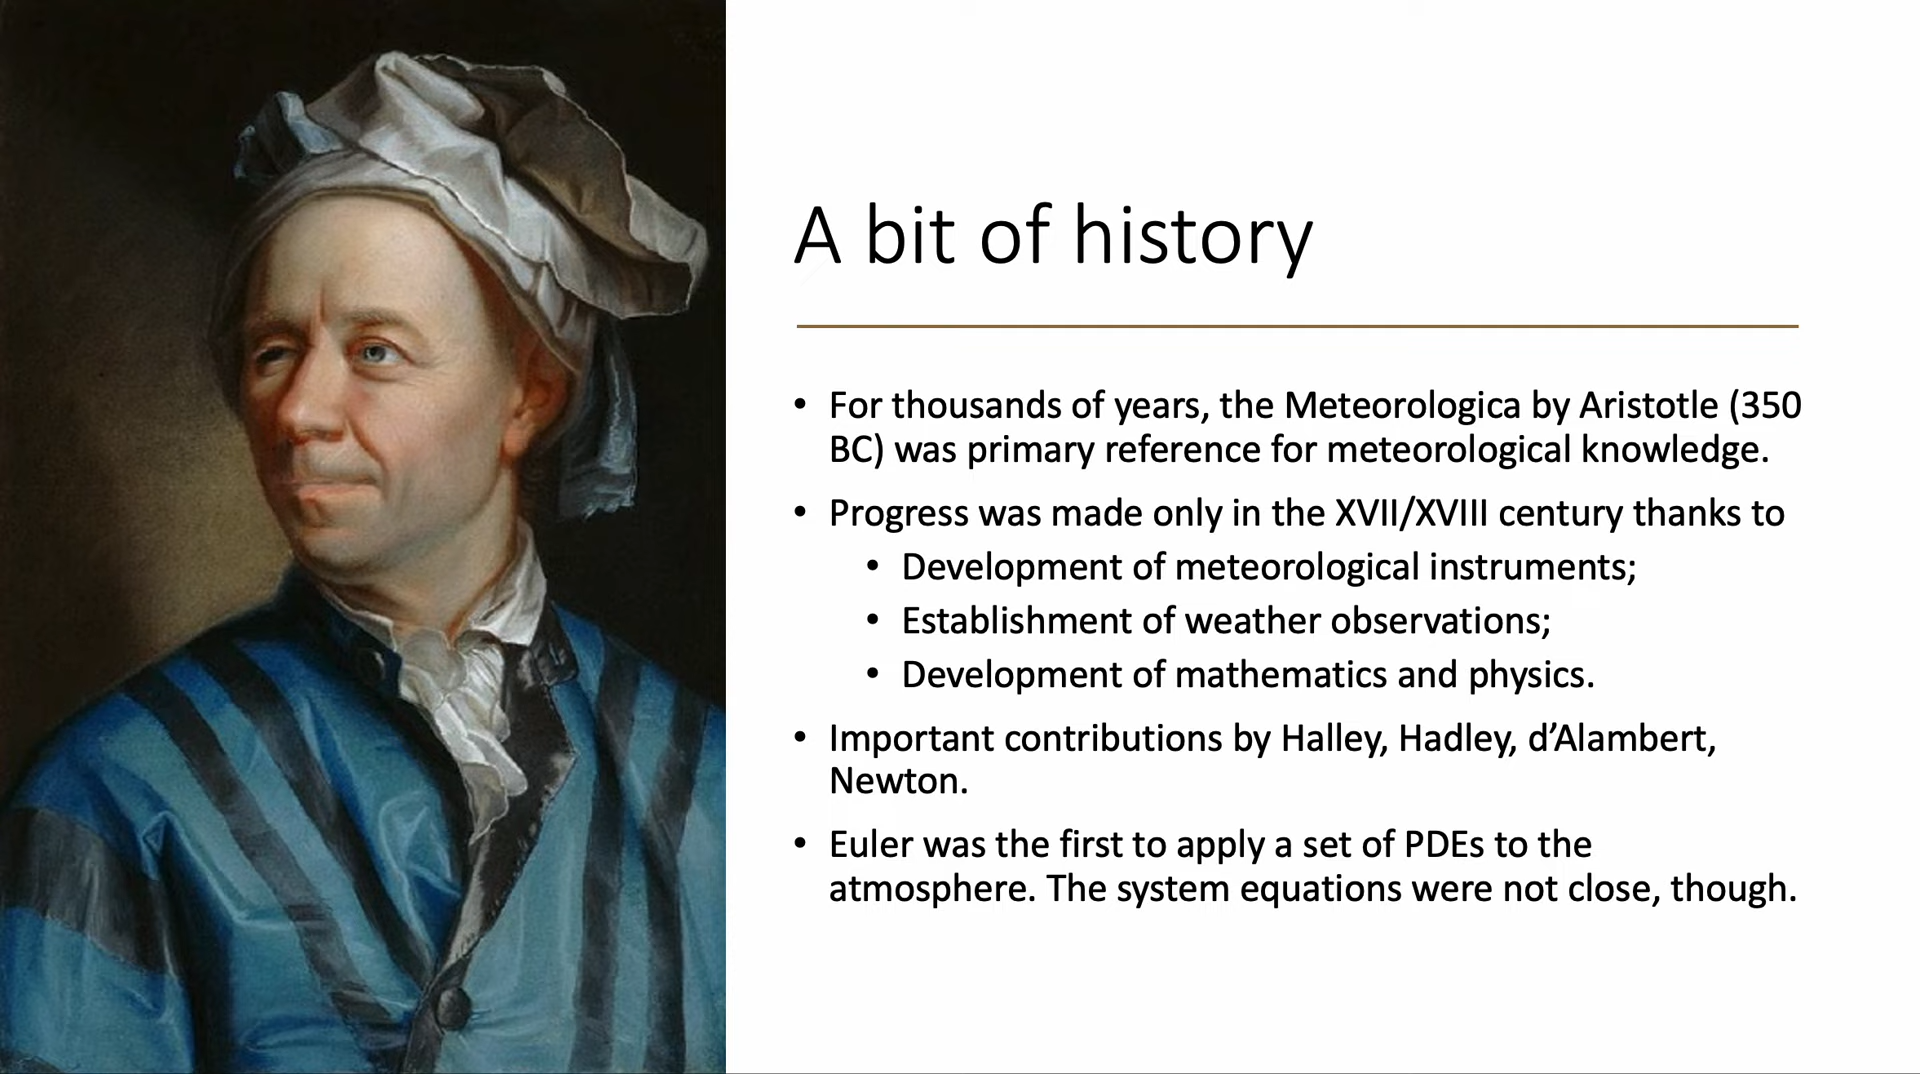 A bit of history
• For thousands of years, the Meteorologica by Aristotle (350
BC) was primary reference for meteorological knowledge.
• Progress was made only in the XVII/XVIII century thanks to
• Development of meteorological instruments;
• Establishment of weather observations;
• Development of mathematics and physics.
• Important contributions by Halley, Hadley, d’Alambert,
Newton.
• Euler was the first to apply a set of PDEs to the
atmosphere. The system equations were not close, though.